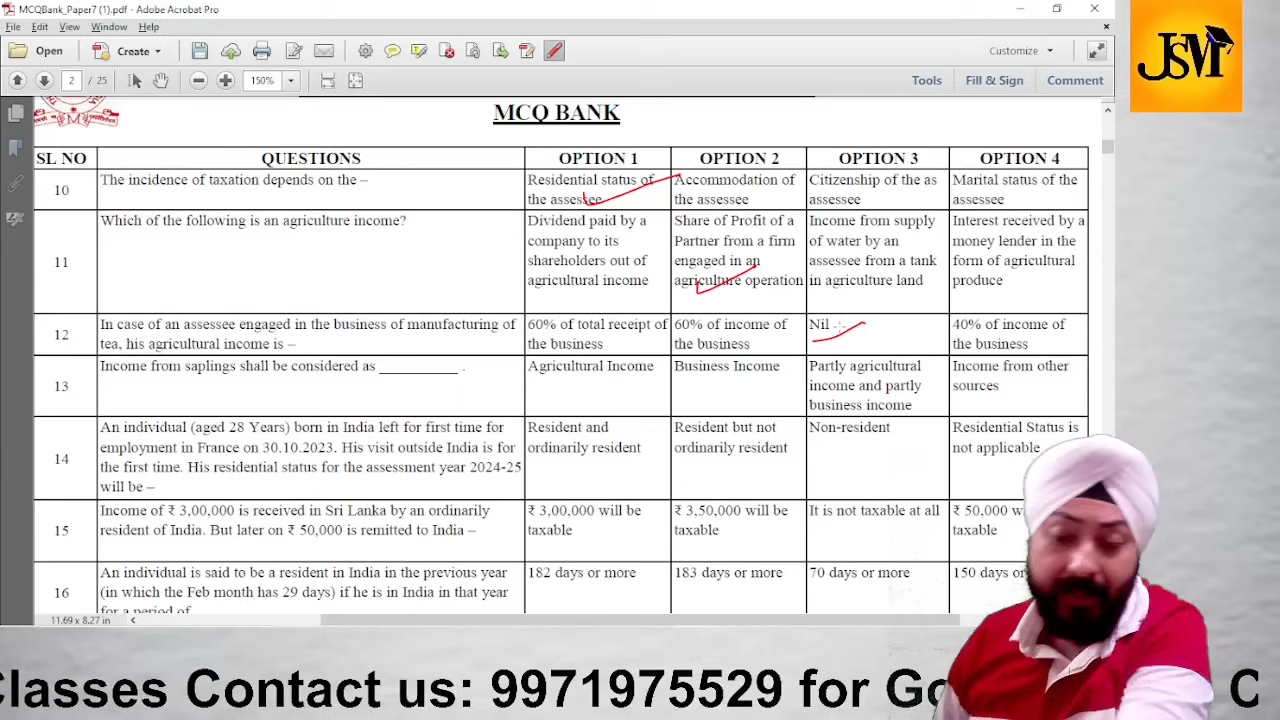 MCQBank_Paper7 (1).pdf - Adobe Acrobat Pro
File Edit View Window Help
Open Create Customize
2 / 25 150% Tools Fill & Sign Comment
JSM
MCQ BANK
SL NO QUESTIONS OPTION 1 OPTION 2 OPTION 3 OPTION 4
10 The incidence of taxation depends on the – Residential status of Accommodation of Citizenship of the as Marital status of the
the assessee the assessee assessee assessee
11 Which of the following is an agriculture income? Dividend paid by a Share of Profit of a Income from supply Interest received by a
company to its Partner from a firm of water by an money lender in the
shareholders out of engaged in an assessee from a tank form of agricultural
agricultural income agriculture operation in agriculture land produce
12 In case of an assessee engaged in the business of manufacturing of 60% of total receipt of 60% of income of Nil 40% of income of
tea, his agricultural income is – the business the business the business
13 Income from saplings shall be considered as __________ . Agricultural Income Business Income Partly agricultural Income from other
income and partly sources
business income
14 An individual (aged 28 Years) born in India left for first time for Resident and Resident but not Non-resident Residential Status is
employment in France on 30.10.2023. His visit outside India is for ordinarily resident ordinarily resident not applicable
the first time. His residential status for the assessment year 2024-25
will be –
15 Income of ₹ 3,00,000 is received in Sri Lanka by an ordinarily ₹ 3,00,000 will be ₹ 3,50,000 will be It is not taxable at all ₹ 50,000
resident of India. But later on ₹ 50,000 is remitted to India – taxable taxable taxable
16 An individual is said to be a resident in India in the previous year 182 days or more 183 days or more 70 days or more 150 days
(in which the Feb month has 29 days) if he is in India in that year
for a period of
11.69 x 8.27 in
Classes Contact us: 9971975529 for